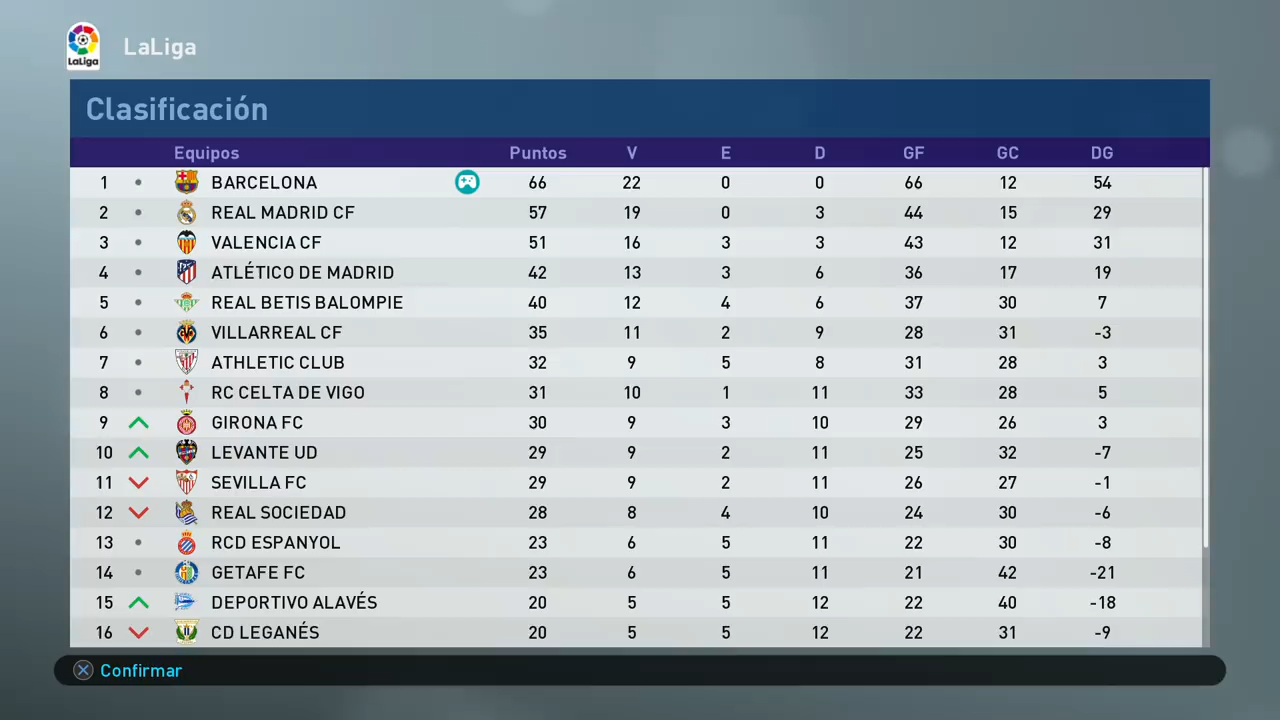 LaLiga
LaLiga
Clasificación
Equipos Puntos V E D GF GC DG
1 BARCELONA 66 22 0 0 66 12 54
2 REAL MADRID CF 57 19 0 3 44 15 29
3 VALENCIA CF 51 16 3 3 43 12 31
4 ATLÉTICO DE MADRID 42 13 3 6 36 17 19
5 REAL BETIS BALOMPIE 40 12 4 6 37 30 7
6 VILLARREAL CF 35 11 2 9 28 31 -3
7 ATHLETIC CLUB 32 9 5 8 31 28 3
8 RC CELTA DE VIGO 31 10 1 11 33 28 5
9 GIRONA FC 30 9 3 10 29 26 3
10 LEVANTE UD 29 9 2 11 25 32 -7
11 SEVILLA FC 29 9 2 11 26 27 -1
12 REAL SOCIEDAD 28 8 4 10 24 30 -6
13 RCD ESPANYOL 23 6 5 11 22 30 -8
14 GETAFE FC 23 6 5 11 21 42 -21
15 DEPORTIVO ALAVÉS 20 5 5 12 22 40 -18
16 CD LEGANÉS 20 5 5 12 22 31 -9
Confirmar